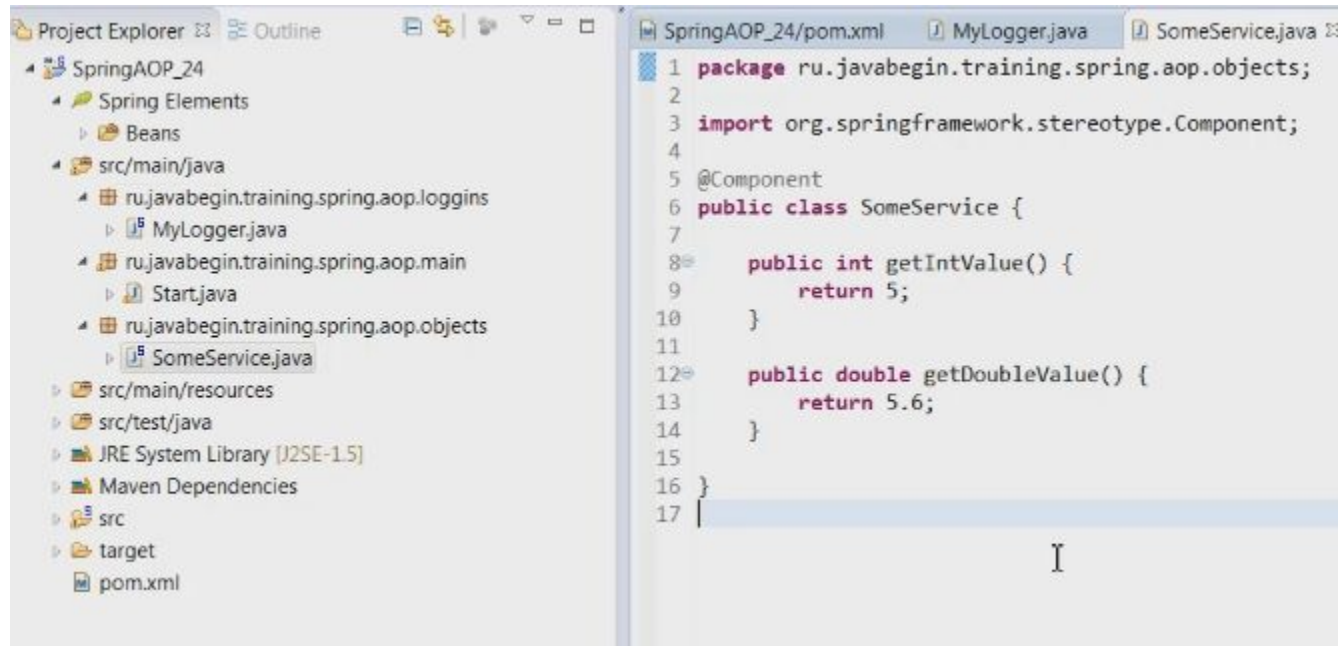 Project Explorer Outline
SpringAOP_24
Spring Elements
Beans
src/main/java
ru.javabegin.training.spring.aop.loggins
MyLogger.java
ru.javabegin.training.spring.aop.main
Start.java
ru.javabegin.training.spring.aop.objects
SomeService.java
src/main/resources
src/test/java
JRE System Library [J2SE-1.5]
Maven Dependencies
src
target
pom.xml
SpringAOP_24/pom.xml MyLogger.java SomeService.java
1 package ru.javabegin.training.spring.aop.objects;
2
3 import org.springframework.stereotype.Component;
4
5 @Component
6 public class SomeService {
7
8 public int getIntValue() {
9 return 5;
10 }
11
12 public double getDoubleValue() {
13 return 5.6;
14 }
15
16 }
17